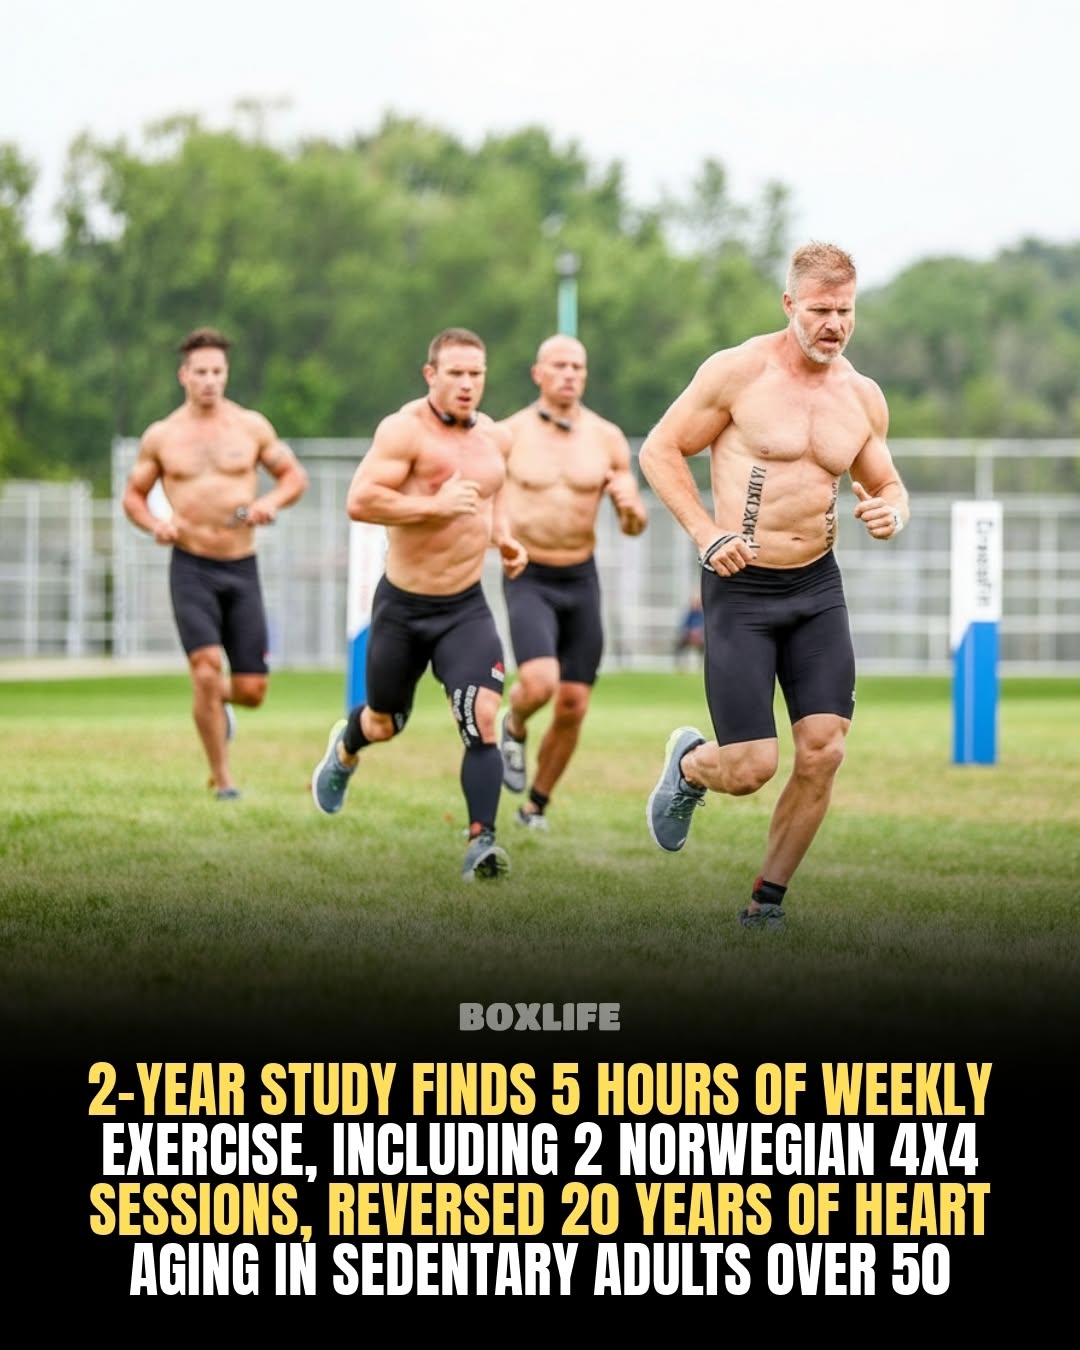 CrossFit
BOXLIFE
2-YEAR STUDY FINDS 5 HOURS OF WEEKLY
EXERCISE, INCLUDING 2 NORWEGIAN 4X4
SESSIONS, REVERSED 20 YEARS OF HEART
AGING IN SEDENTARY ADULTS OVER 50